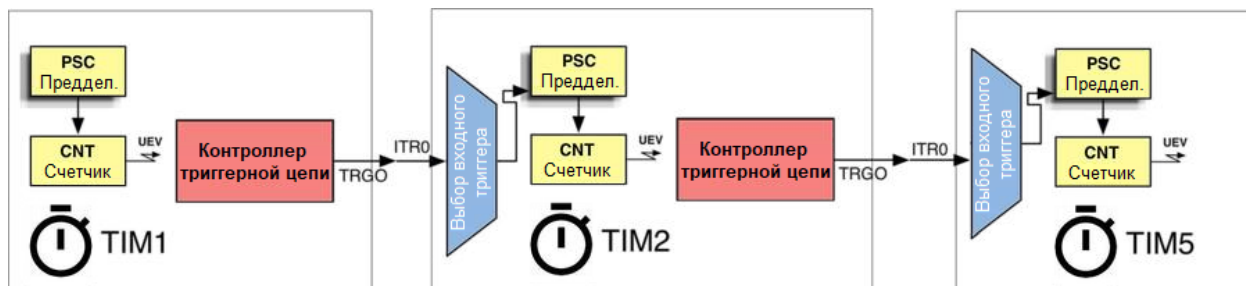 PSC
Преддел.
CNT
Счетчик
UEV
Контроллер
триггерной цепи
TRGO
TIM1
ITR0
Выбор входного
триггера
PSC
Преддел.
CNT
Счетчик
UEV
Контроллер
триггерной цепи
TRGO
TIM2
ITR0
Выбор входного
триггера
PSC
Преддел.
CNT
Счетчик
UEV
TIM5